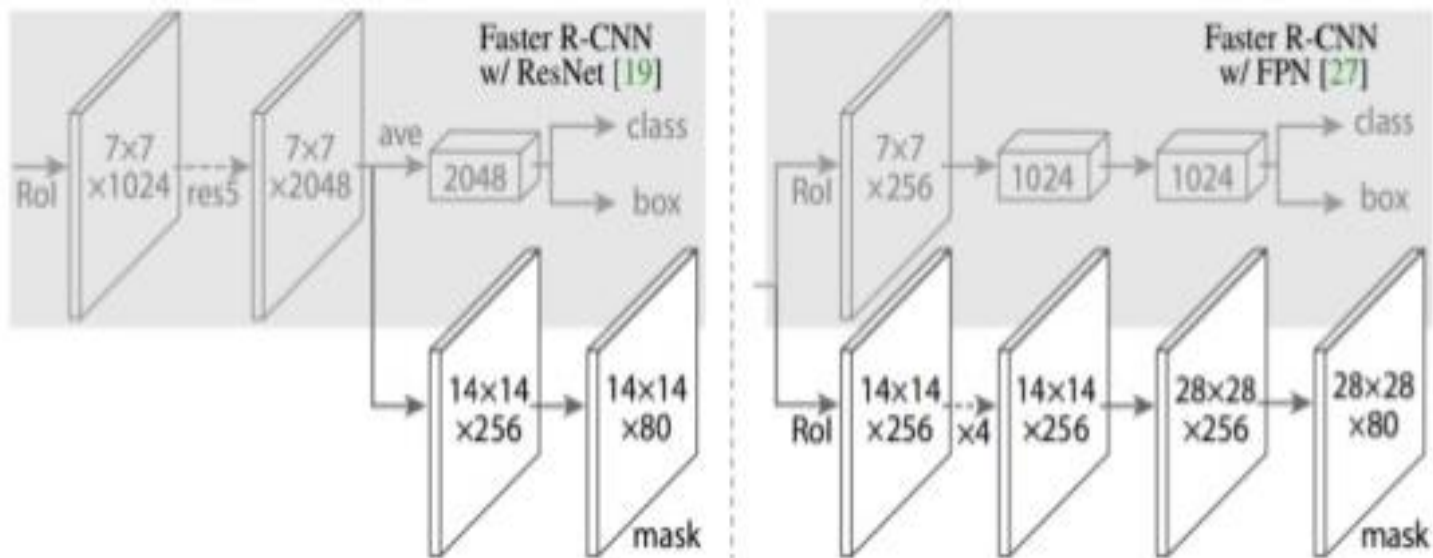 Faster R-CNN
w/ ResNet [19]
RoI
7×7
×1024
res5
7×7
×2048
ave
2048
class
box
14×14
×256
14×14
×80
mask
Faster R-CNN
w/ FPN [27]
RoI
7×7
×256
1024
1024
class
box
RoI
14×14
×256
×4
14×14
×256
28×28
×256
28×28
×80
mask